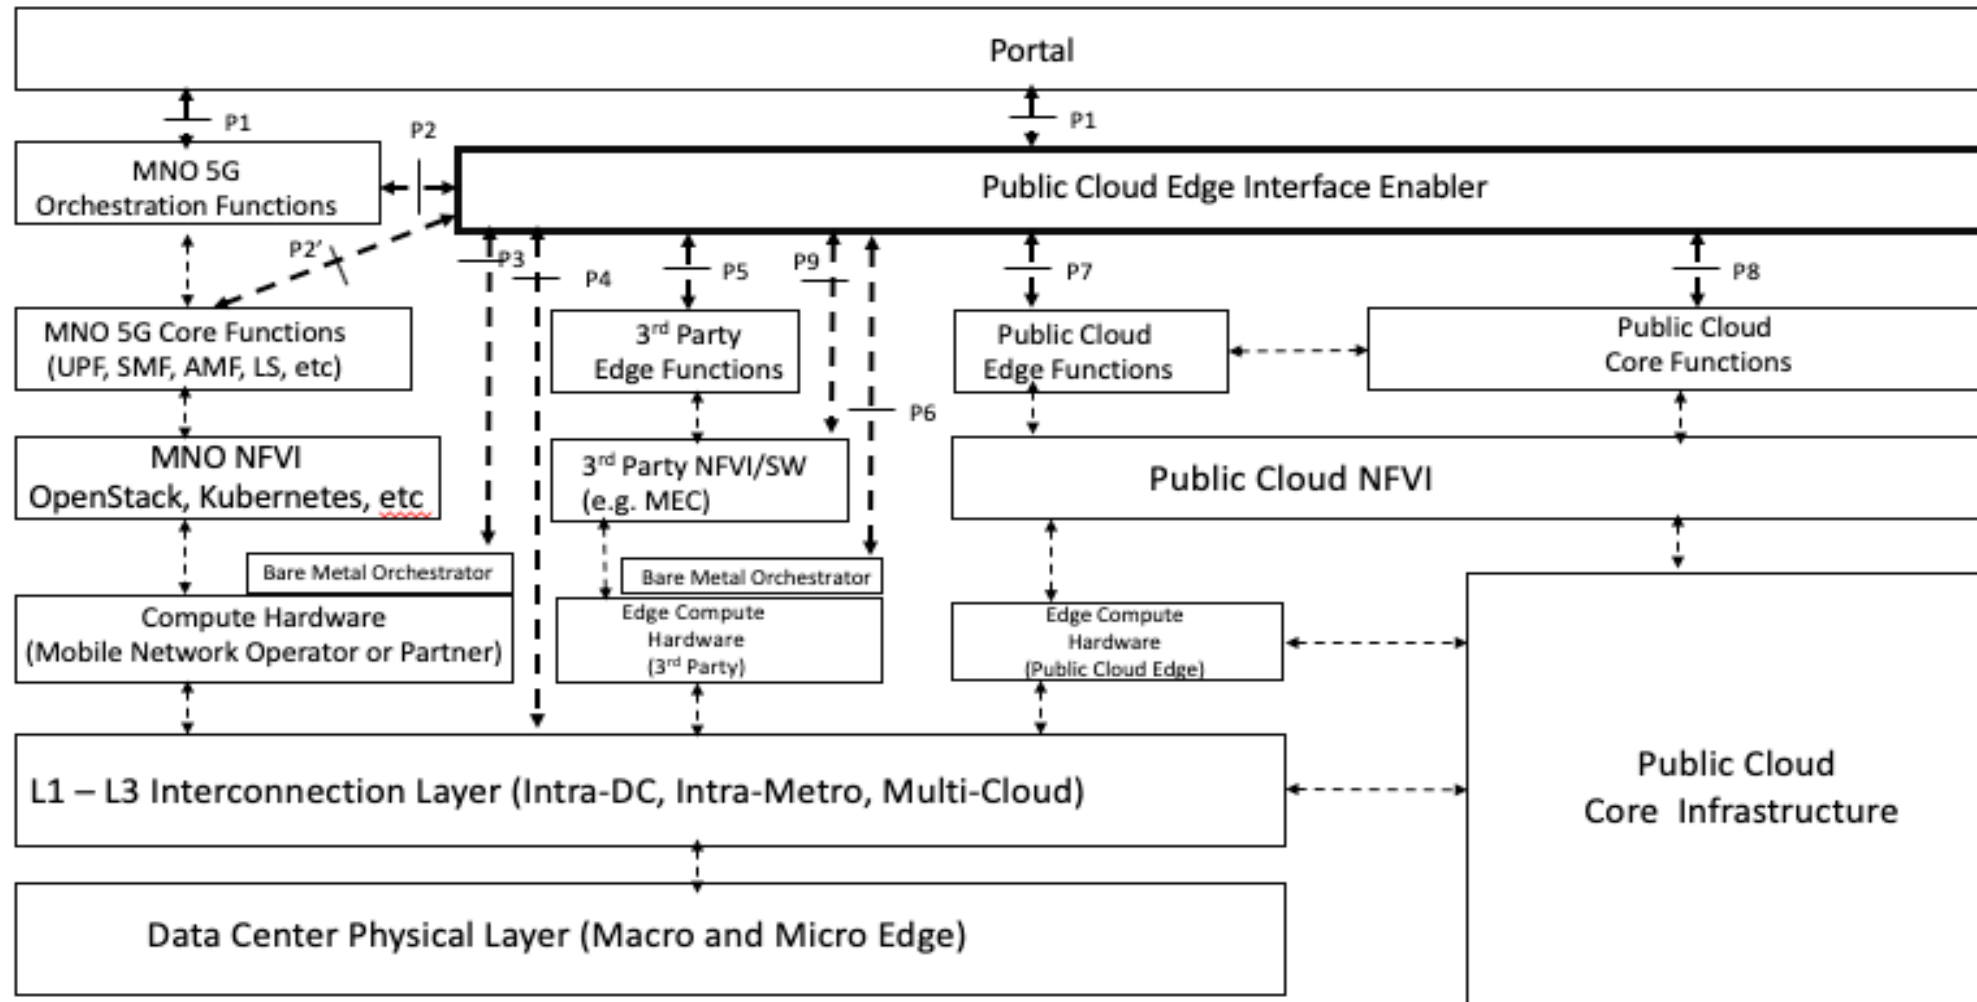 Portal
P1
P1
P2
MNO 5G
Orchestration Functions
Public Cloud Edge Interface Enabler
P2’
P3
P4
P5
P9
P7
P8
MNO 5G Core Functions
(UPF, SMF, AMF, LS, etc)
3rd Party
Edge Functions
Public Cloud
Edge Functions
Public Cloud
Core Functions
P6
MNO NFVI
OpenStack, Kubernetes, etc
3rd Party NFVI/SW
(e.g. MEC)
Public Cloud NFVI
Bare Metal Orchestrator
Compute Hardware
(Mobile Network Operator or Partner)
Bare Metal Orchestrator
Edge Compute
Hardware
(3rd Party)
Edge Compute
Hardware
(Public Cloud Edge)
L1 – L3 Interconnection Layer (Intra-DC, Intra-Metro, Multi-Cloud)
Public Cloud
Core Infrastructure
Data Center Physical Layer (Macro and Micro Edge)